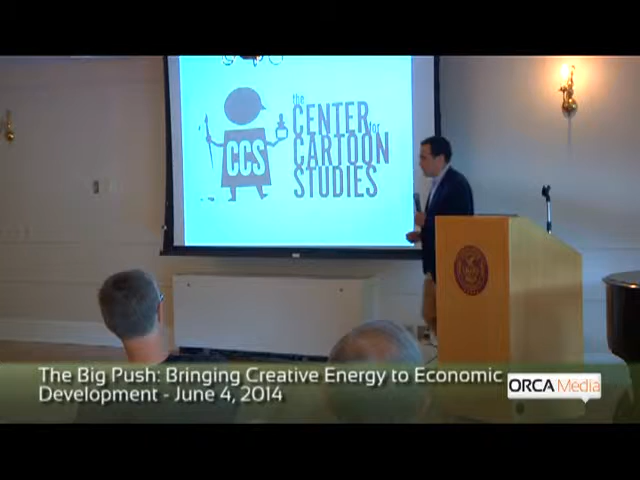 the
CENTER for
CARTOON
STUDIES
CCS
The Big Push: Bringing Creative Energy to Economic
Development - June 4, 2014
ORCA Média